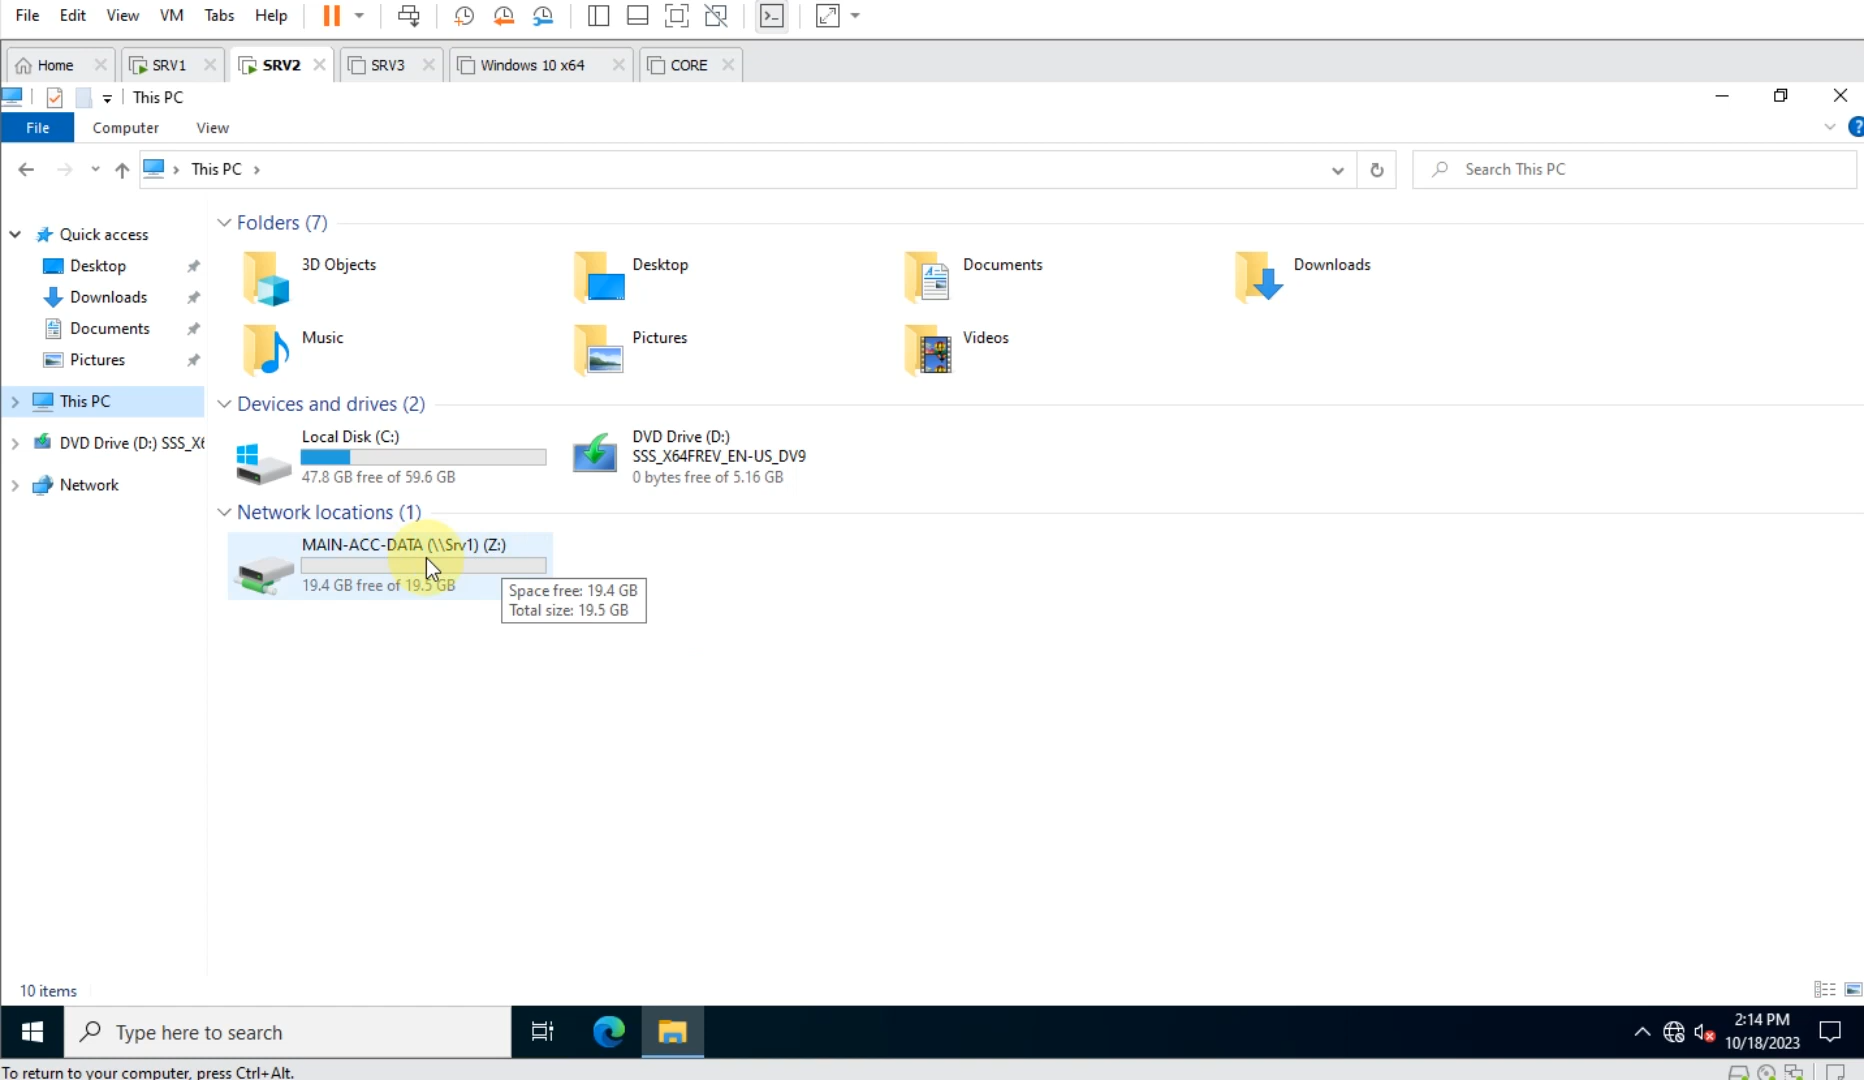 File Edit View VM Tabs Help
Home SRV1 SRV2 SRV3 Windows 10 x64 CORE
This PC
File Computer View
This PC
Search This PC
Quick access
Desktop
Downloads
Documents
Pictures
This PC
DVD Drive (D:) SSS_X6
Network
Folders (7)
3D Objects Desktop Documents Downloads
Music Pictures Videos
Devices and drives (2)
Local Disk (C:)
47.8 GB free of 59.6 GB
DVD Drive (D:)
SSS_X64FREV_EN-US_DV9
0 bytes free of 5.16 GB
Network locations (1)
MAIN-ACC-DATA (\\Srv1) (Z:)
19.4 GB free of 19.5 GB
Space free: 19.4 GB
Total size: 19.5 GB
10 items
Type here to search
2:14 PM
10/18/2023
To return to your computer, press Ctrl+Alt.